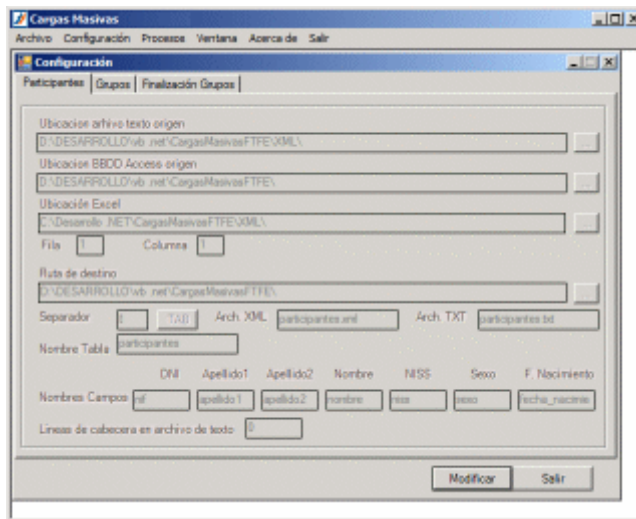 Cargas Masivas
Archivo Configuración Procesos Ventana Acerca de Salir
Configuración
Participantes Grupos Finalización Grupos
Ubicacion arhivo texto origen
D:\DESARROLLO\vb .net\CargasMasivasFTFE\XML\
...
Ubicacion BBDD Access origen
D:\DESARROLLO\vb .net\CargasMasivasFTFE\
...
Ubicación Excel
C:\Desarrollo .NET\CargasMasivasFTFE\XML\
...
Fila 1 Columna 1
Ruta de destino
D:\DESARROLLO\vb .net\CargasMasivasFTFE\
...
Separador TAB Arch. XML participantes.xml Arch. TXT participantes.txt
Nombre Tabla participantes
DNI Apellido1 Apellido2 Nombre NISS Sexo F. Nacimiento
Nombres Campos nif apellido1 apellido2 nombre niss sexo fecha_nacimie
Lineas de cabecera en archivo de texto 0
Modificar Salir